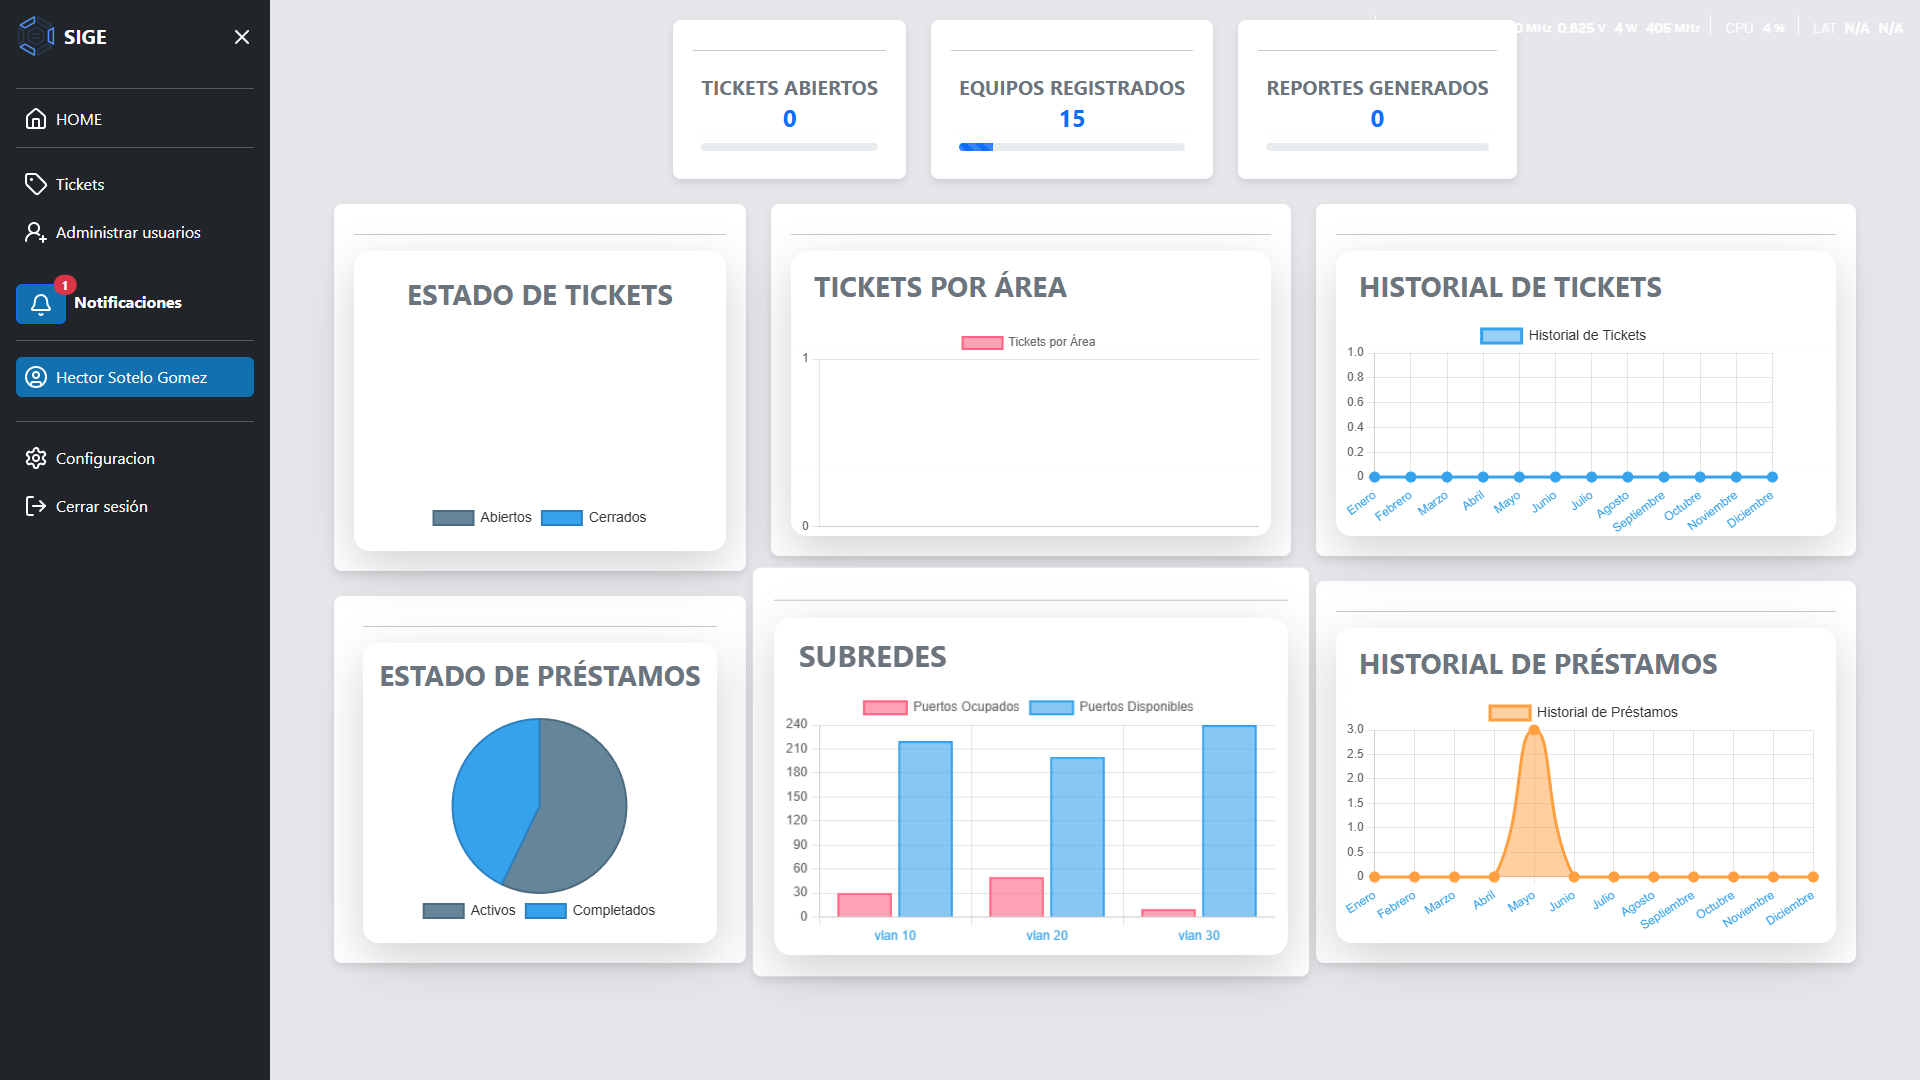 SIGE
HOME
Tickets
Administrar usuarios
1
Notificaciones
Hector Sotelo Gomez
Configuracion
Cerrar sesión
0 MHz 0.625 V 4 W 405 MHz CPU 4 % LAT N/A N/A
TICKETS ABIERTOS
0
EQUIPOS REGISTRADOS
15
REPORTES GENERADOS
0
ESTADO DE TICKETS
Abiertos Cerrados
TICKETS POR ÁREA
Tickets por Área
1
0
HISTORIAL DE TICKETS
Historial de Tickets
1.0
0.8
0.6
0.4
0.2
0
Enero Febrero Marzo Abril Mayo Junio Julio Agosto Septiembre Octubre Noviembre Diciembre
ESTADO DE PRÉSTAMOS
Activos Completados
SUBREDES
Puertos Ocupados Puertos Disponibles
240
210
180
150
120
90
60
30
0
vlan 10 vlan 20 vlan 30
HISTORIAL DE PRÉSTAMOS
Historial de Préstamos
3.0
2.5
2.0
1.5
1.0
0.5
0
Enero Febrero Marzo Abril Mayo Junio Julio Agosto Septiembre Octubre Noviembre Diciembre